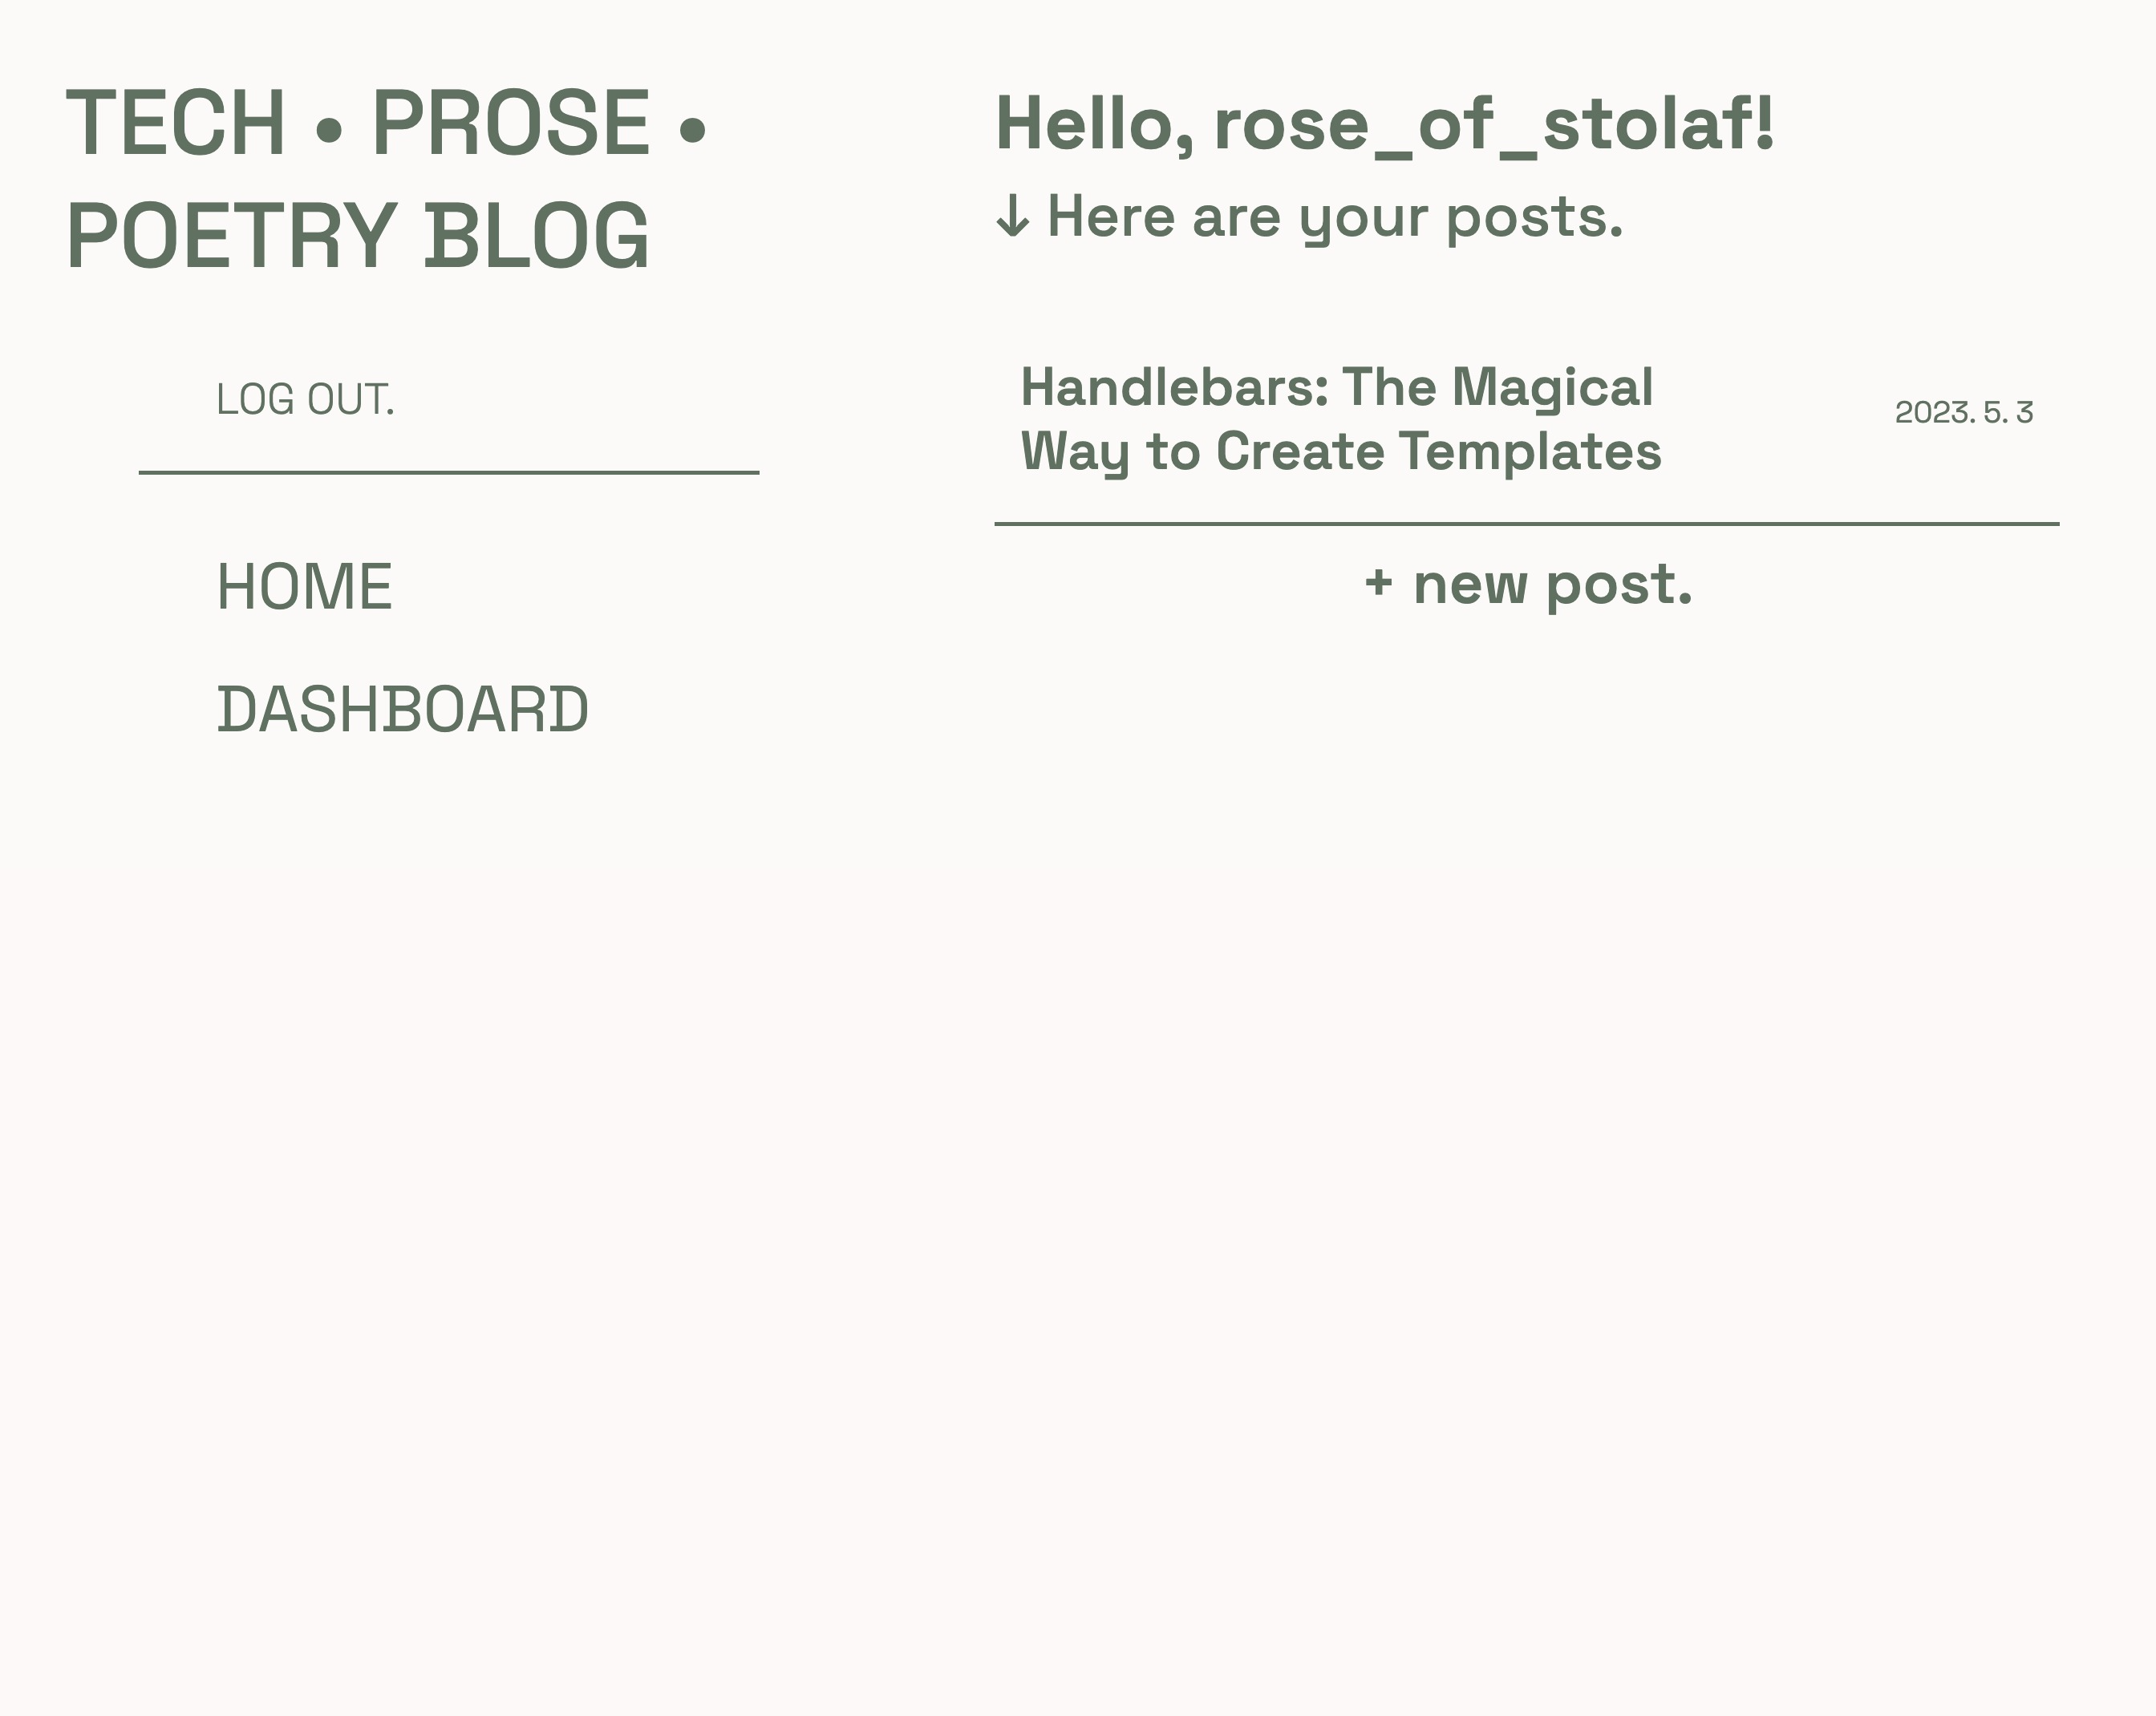 TECH • PROSE •
POETRY BLOG
LOG OUT.
HOME
DASHBOARD
Hello, rose_of_stolaf!
↓ Here are your posts.
Handlebars: The Magical
Way to Create Templates
2023. 5. 3
+ new post.